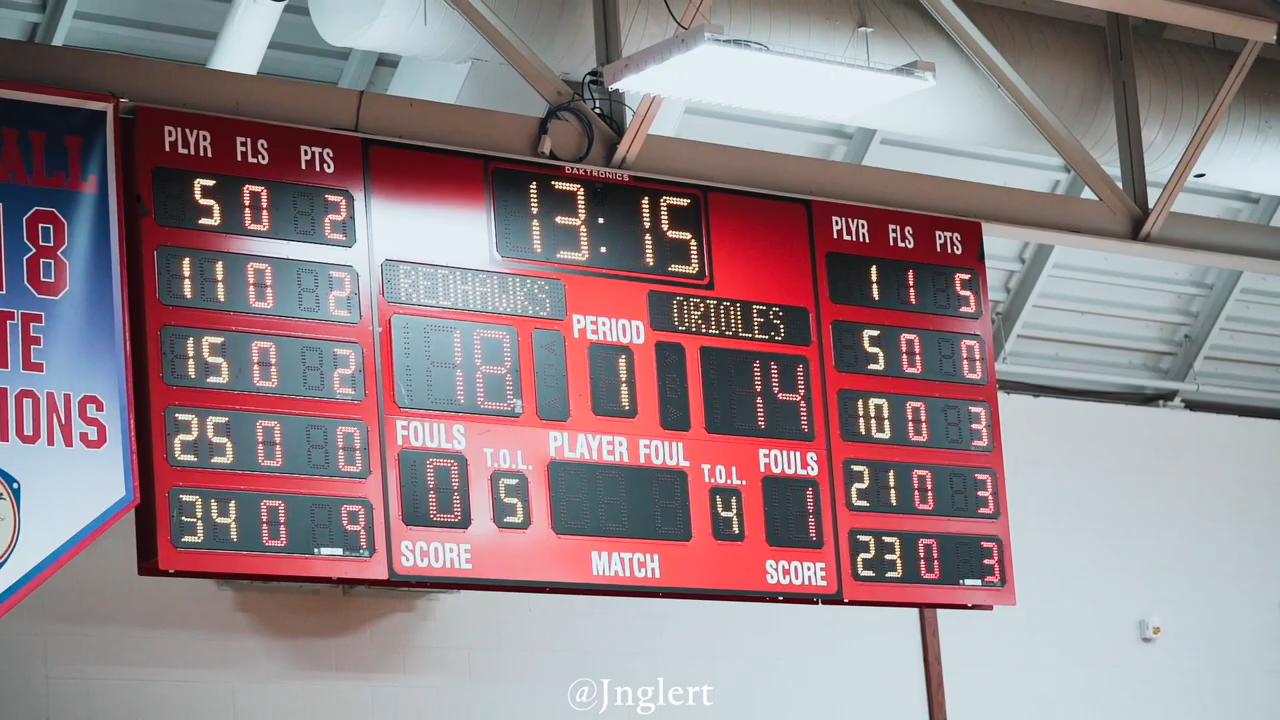 ALL
18
TE
IONS
PLYR FLS PTS
5 0 2
11 0 2
15 0 2
25 0 0
34 0 9
DAKTRONICS
13:15
REDHAWKS
ORIOLES
PERIOD
18
1
14
FOULS
T.O.L.
PLAYER FOUL
T.O.L.
FOULS
0
5
4
1
SCORE
MATCH
SCORE
PLYR FLS PTS
1 1 5
5 0 0
10 0 3
21 0 3
23 0 3
@Jnglert